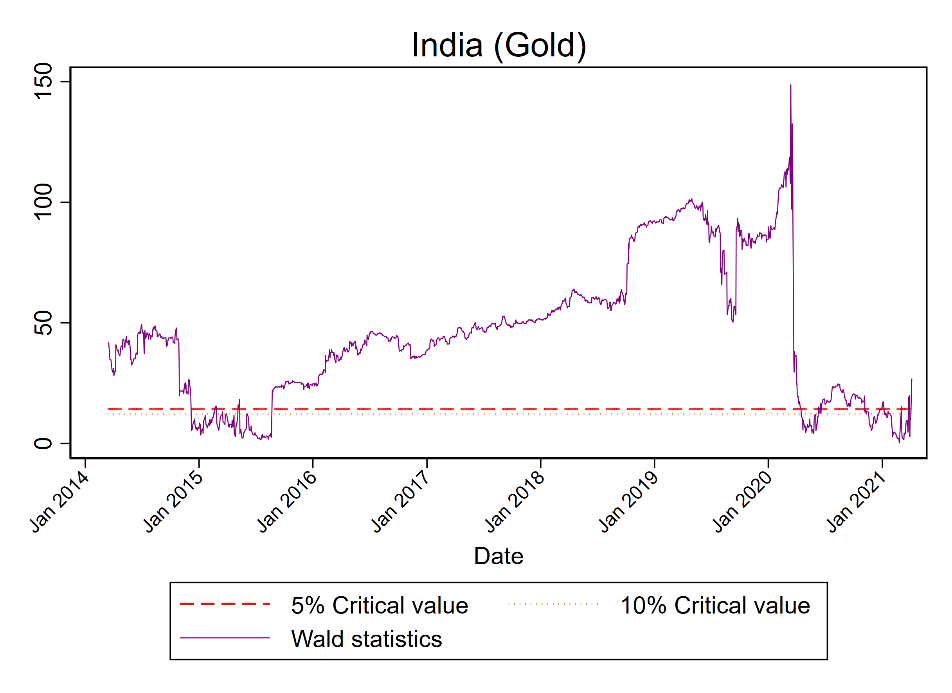 India (Gold)
150
100
50
0
Jan 2014
Jan 2015
Jan 2016
Jan 2017
Jan 2018
Jan 2019
Jan 2020
Jan 2021
Date
5% Critical value
10% Critical value
Wald statistics